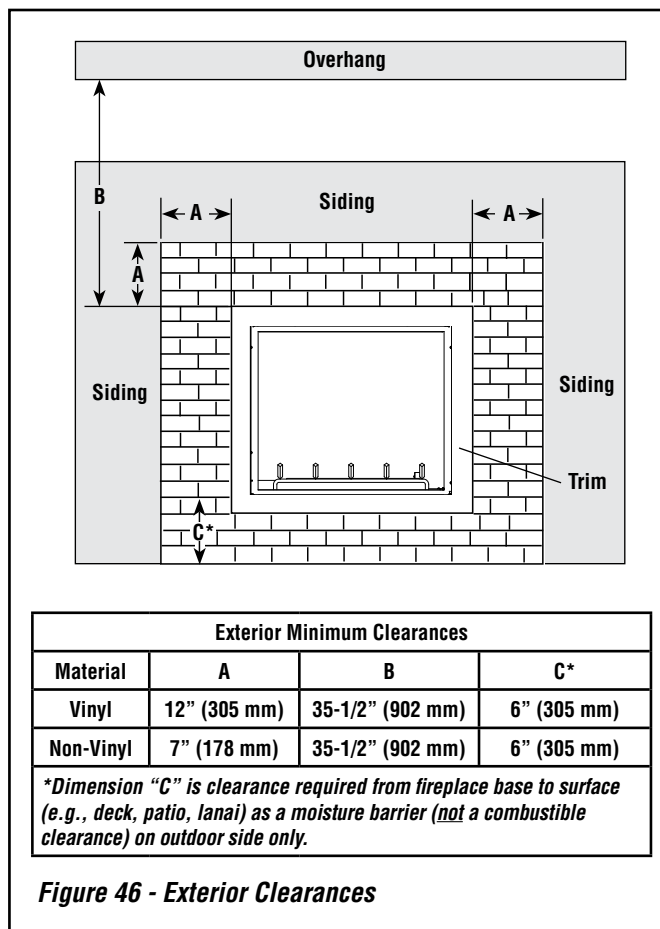 Overhang
B
A
Siding
A
A
Siding
Siding
Trim
C*
Exterior Minimum Clearances
Material A B C*
Vinyl 12” (305 mm) 35-1/2” (902 mm) 6” (305 mm)
Non-Vinyl 7” (178 mm) 35-1/2” (902 mm) 6” (305 mm)
*Dimension “C” is clearance required from fireplace base to surface
(e.g., deck, patio, lanai) as a moisture barrier (not a combustible
clearance) on outdoor side only.
Figure 46 - Exterior Clearances